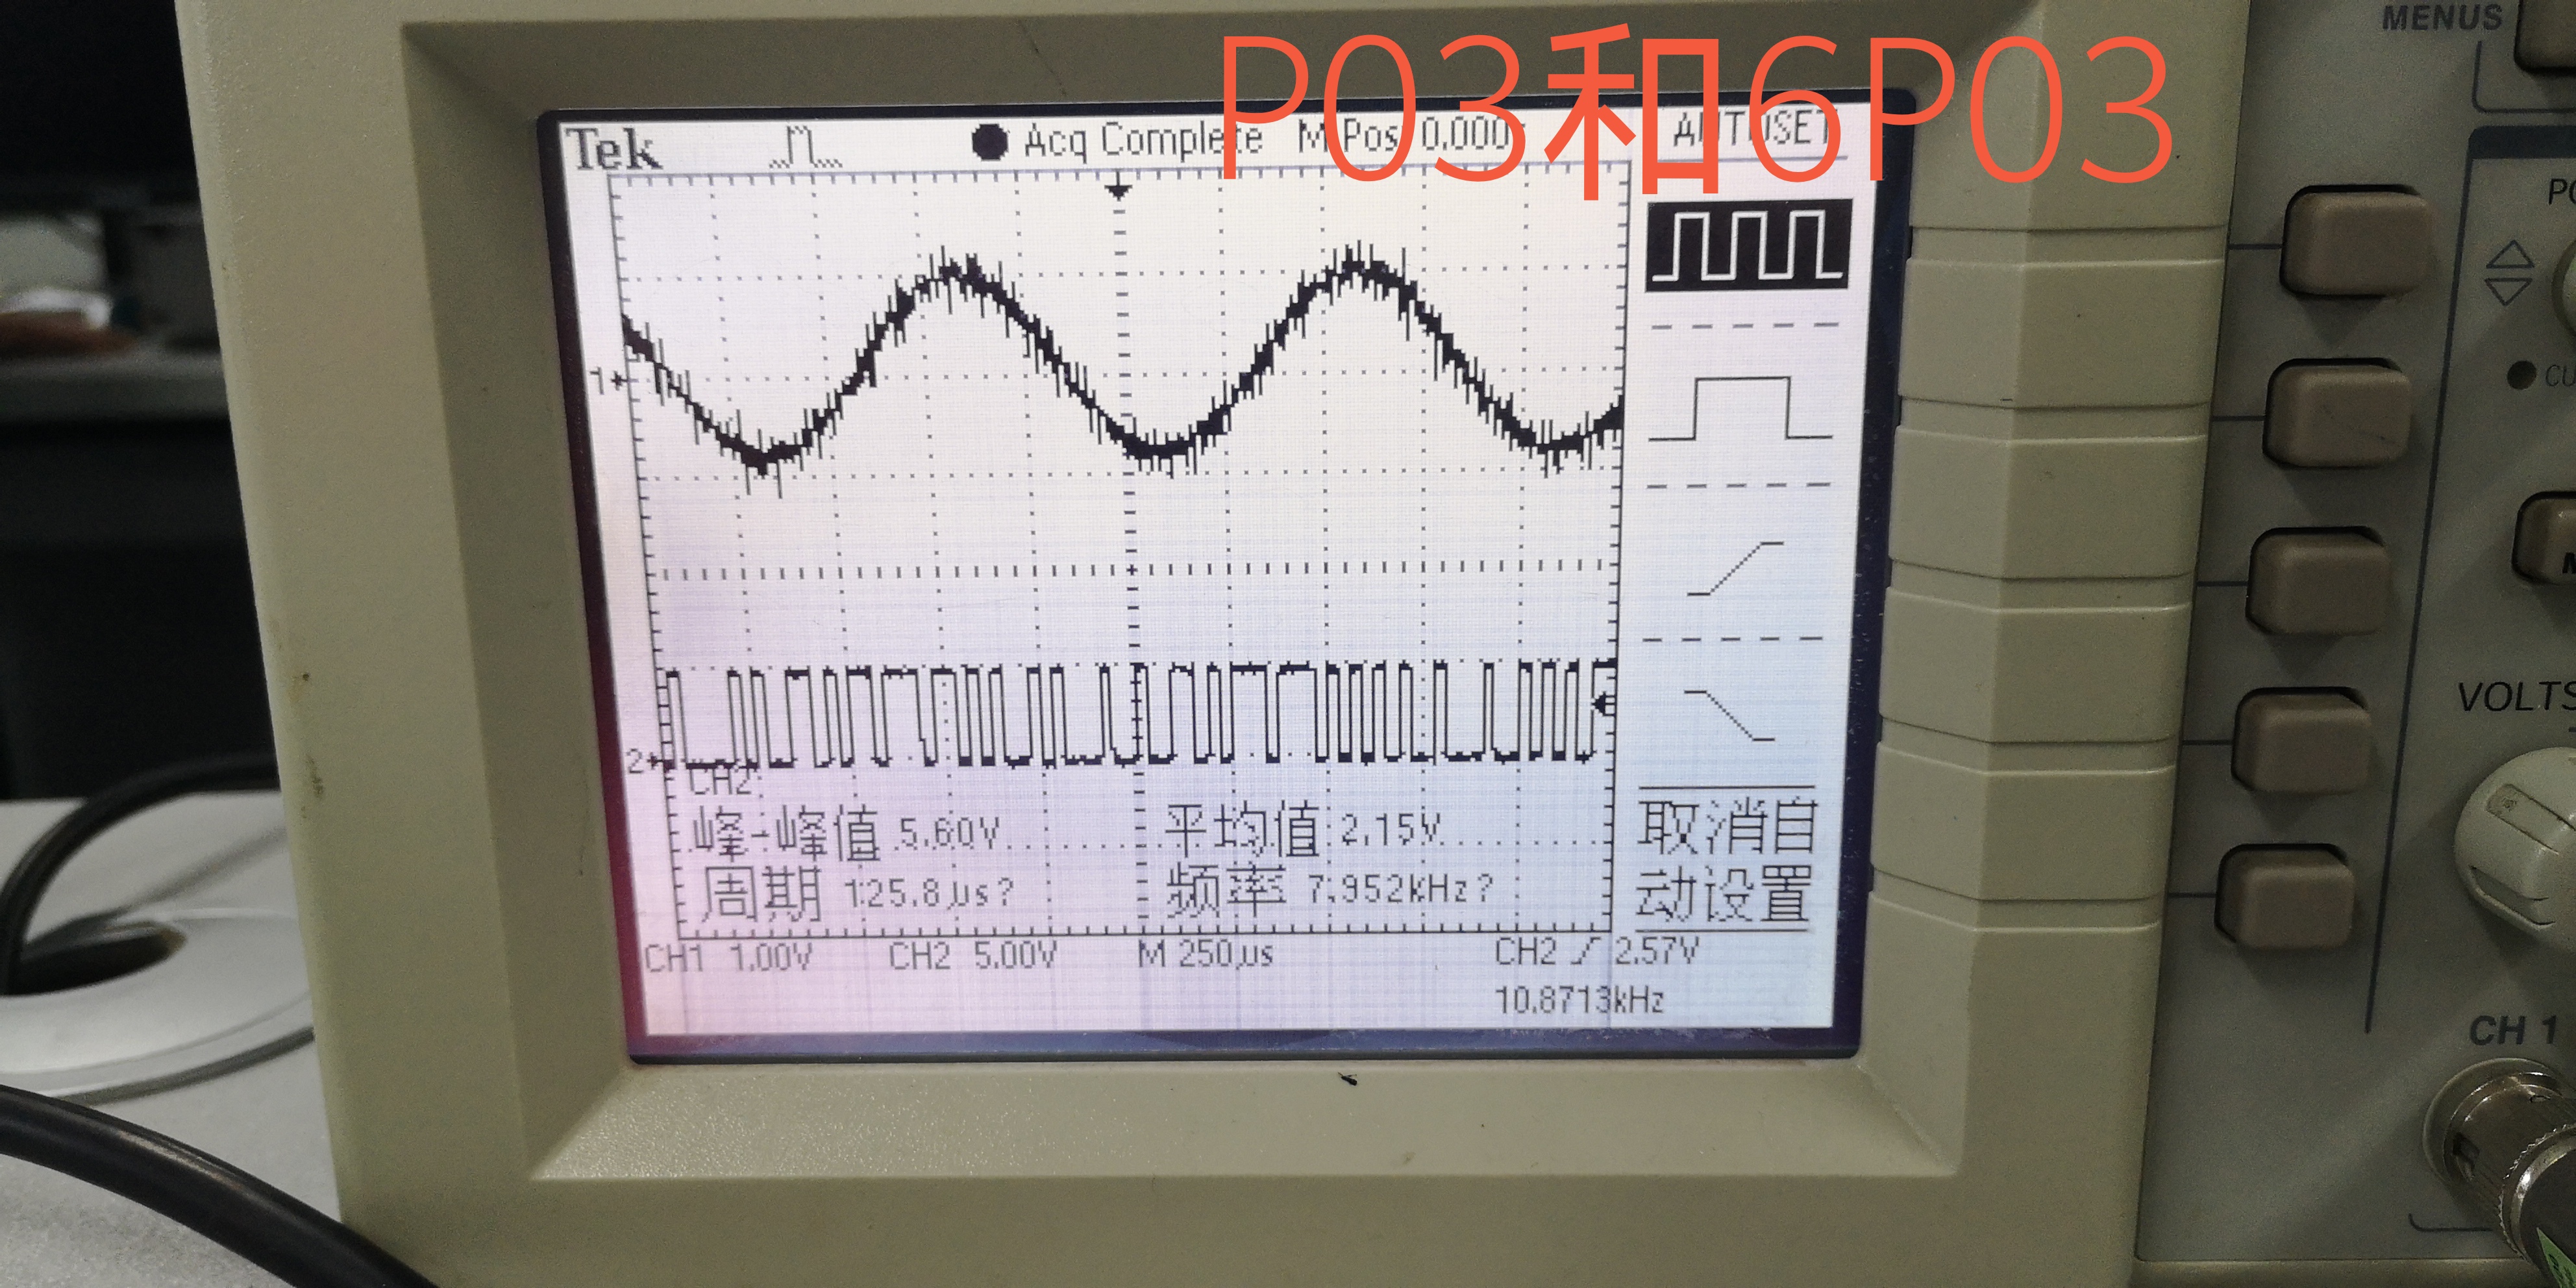 P03和6P03
MENUS
Tek Acq Complete M Pos 0.000
AUTOSET
1
2
CH2
峰-峰值 5.60V 平均值 2.15V
周期 125.8µs? 频率 7.952kHz?
取消自
动设置
CH1 1.00V CH2 5.00V M 250µs CH2 2.57V
10.8713kHz
CH 1